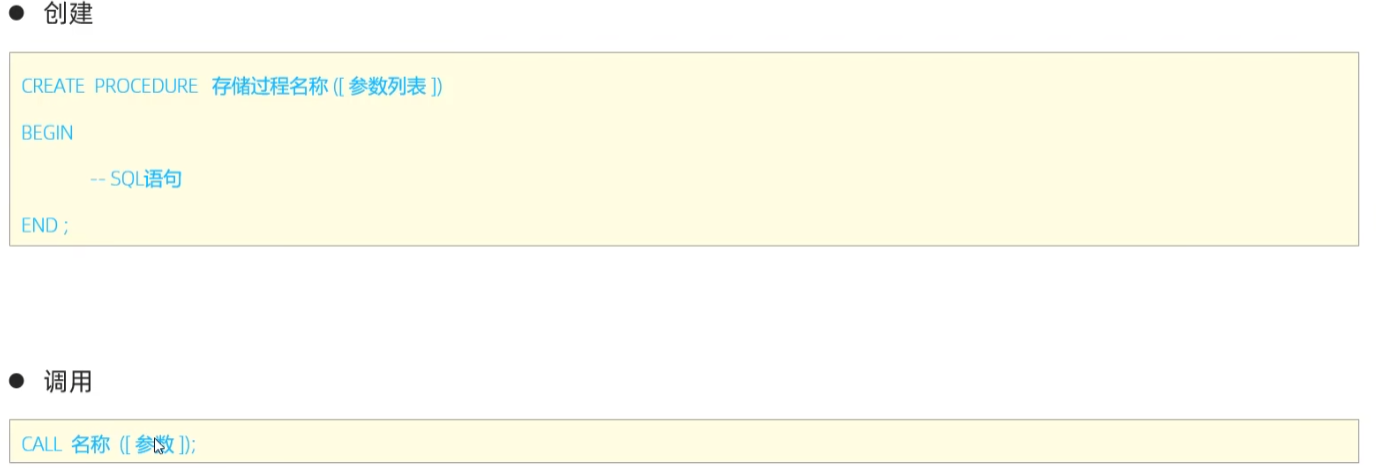 ● 创建
CREATE PROCEDURE 存储过程名称 ([ 参数列表 ])
BEGIN
-- SQL语句
END ;
● 调用
CALL 名称 ([ 参数 ]);